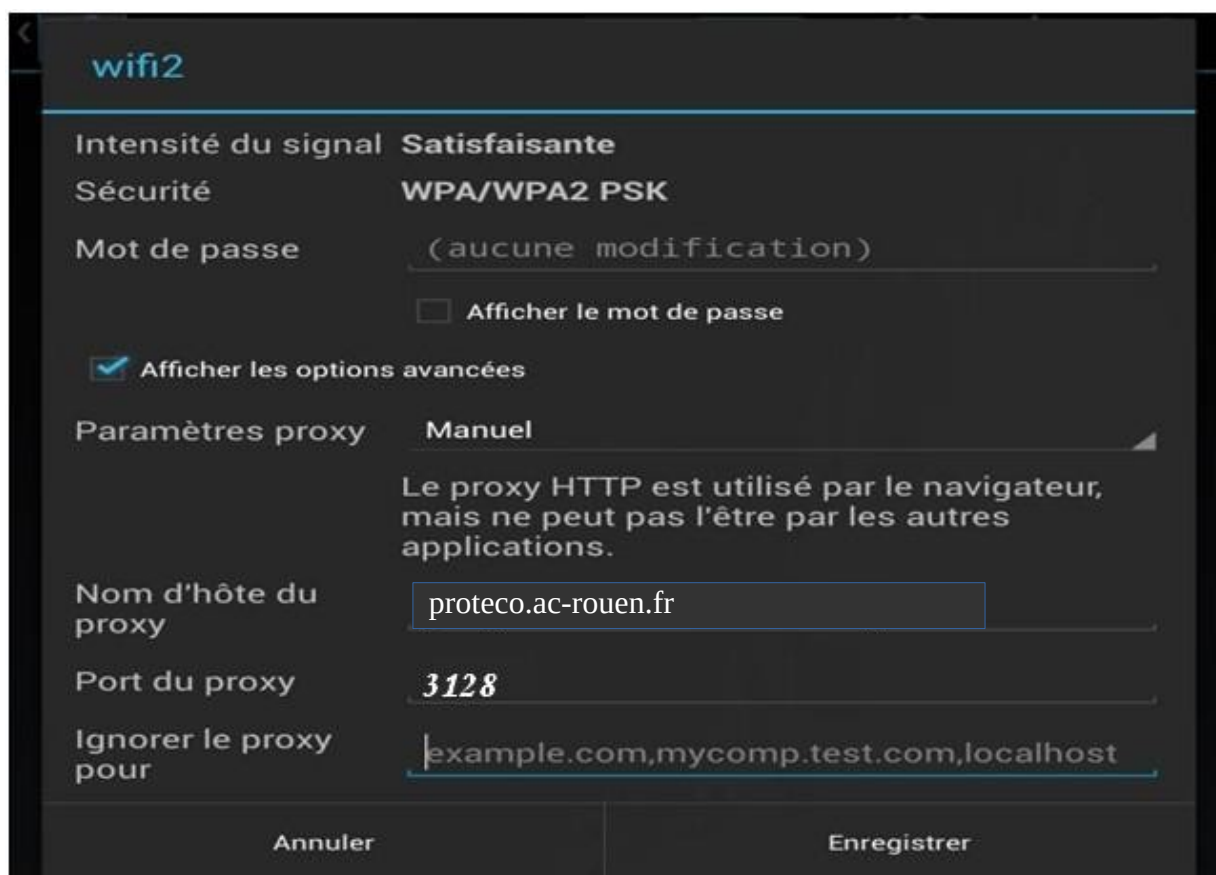 wifi2
Intensité du signal Satisfaisante
Sécurité WPA/WPA2 PSK
Mot de passe (aucune modification)
Afficher le mot de passe
Afficher les options avancées
Paramètres proxy Manuel
Le proxy HTTP est utilisé par le navigateur,
mais ne peut pas l'être par les autres
applications.
Nom d'hôte du
proxy
proteco.ac-rouen.fr
Port du proxy 3128
Ignorer le proxy
pour
example.com,mycomp.test.com,localhost
Annuler Enregistrer